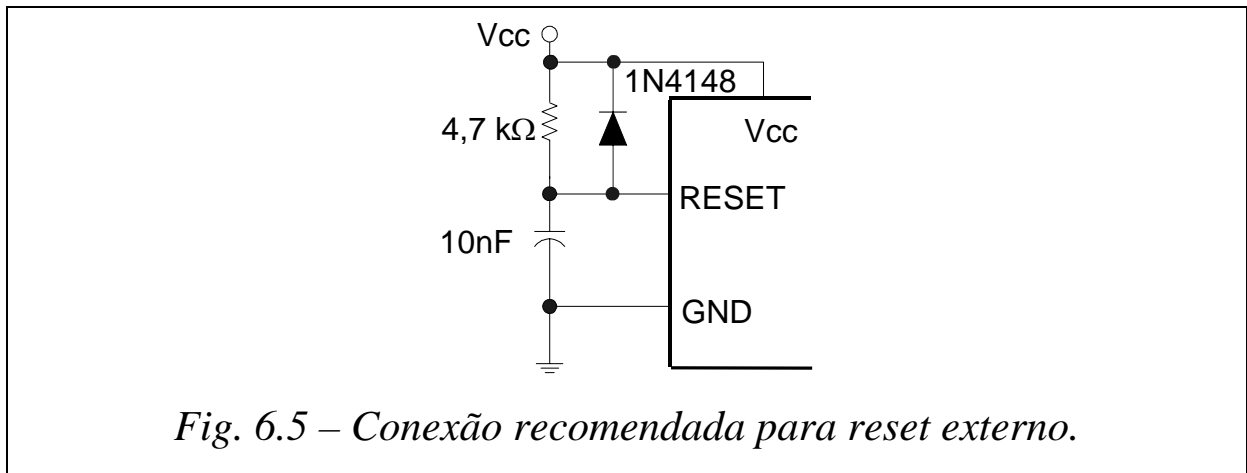 Vcc
1N4148
4,7 kΩ
Vcc
RESET
10nF
GND
Fig. 6.5 – Conexão recomendada para reset externo.